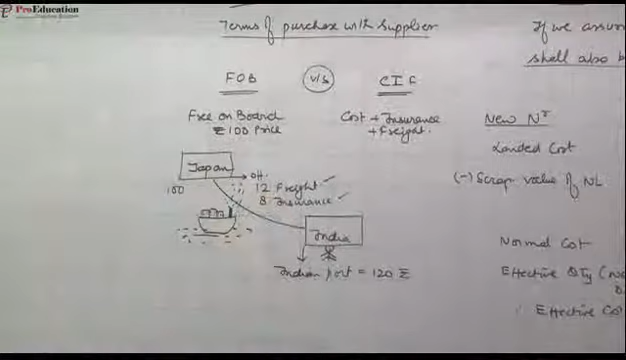 ProEducation
Terms of purchase with Supplier
If we assum
shall also b
FOB v/s CIF
Free on Board
₹100 Price
Cost + Insurance
+ Freight.
New Nr
Landed Cost
(-) Scrap value of NL
Japan
100
12 Freight
8 Insurance
India
Indian port = 120 ₹
Normal Cost
Effective Qty
Effective Co